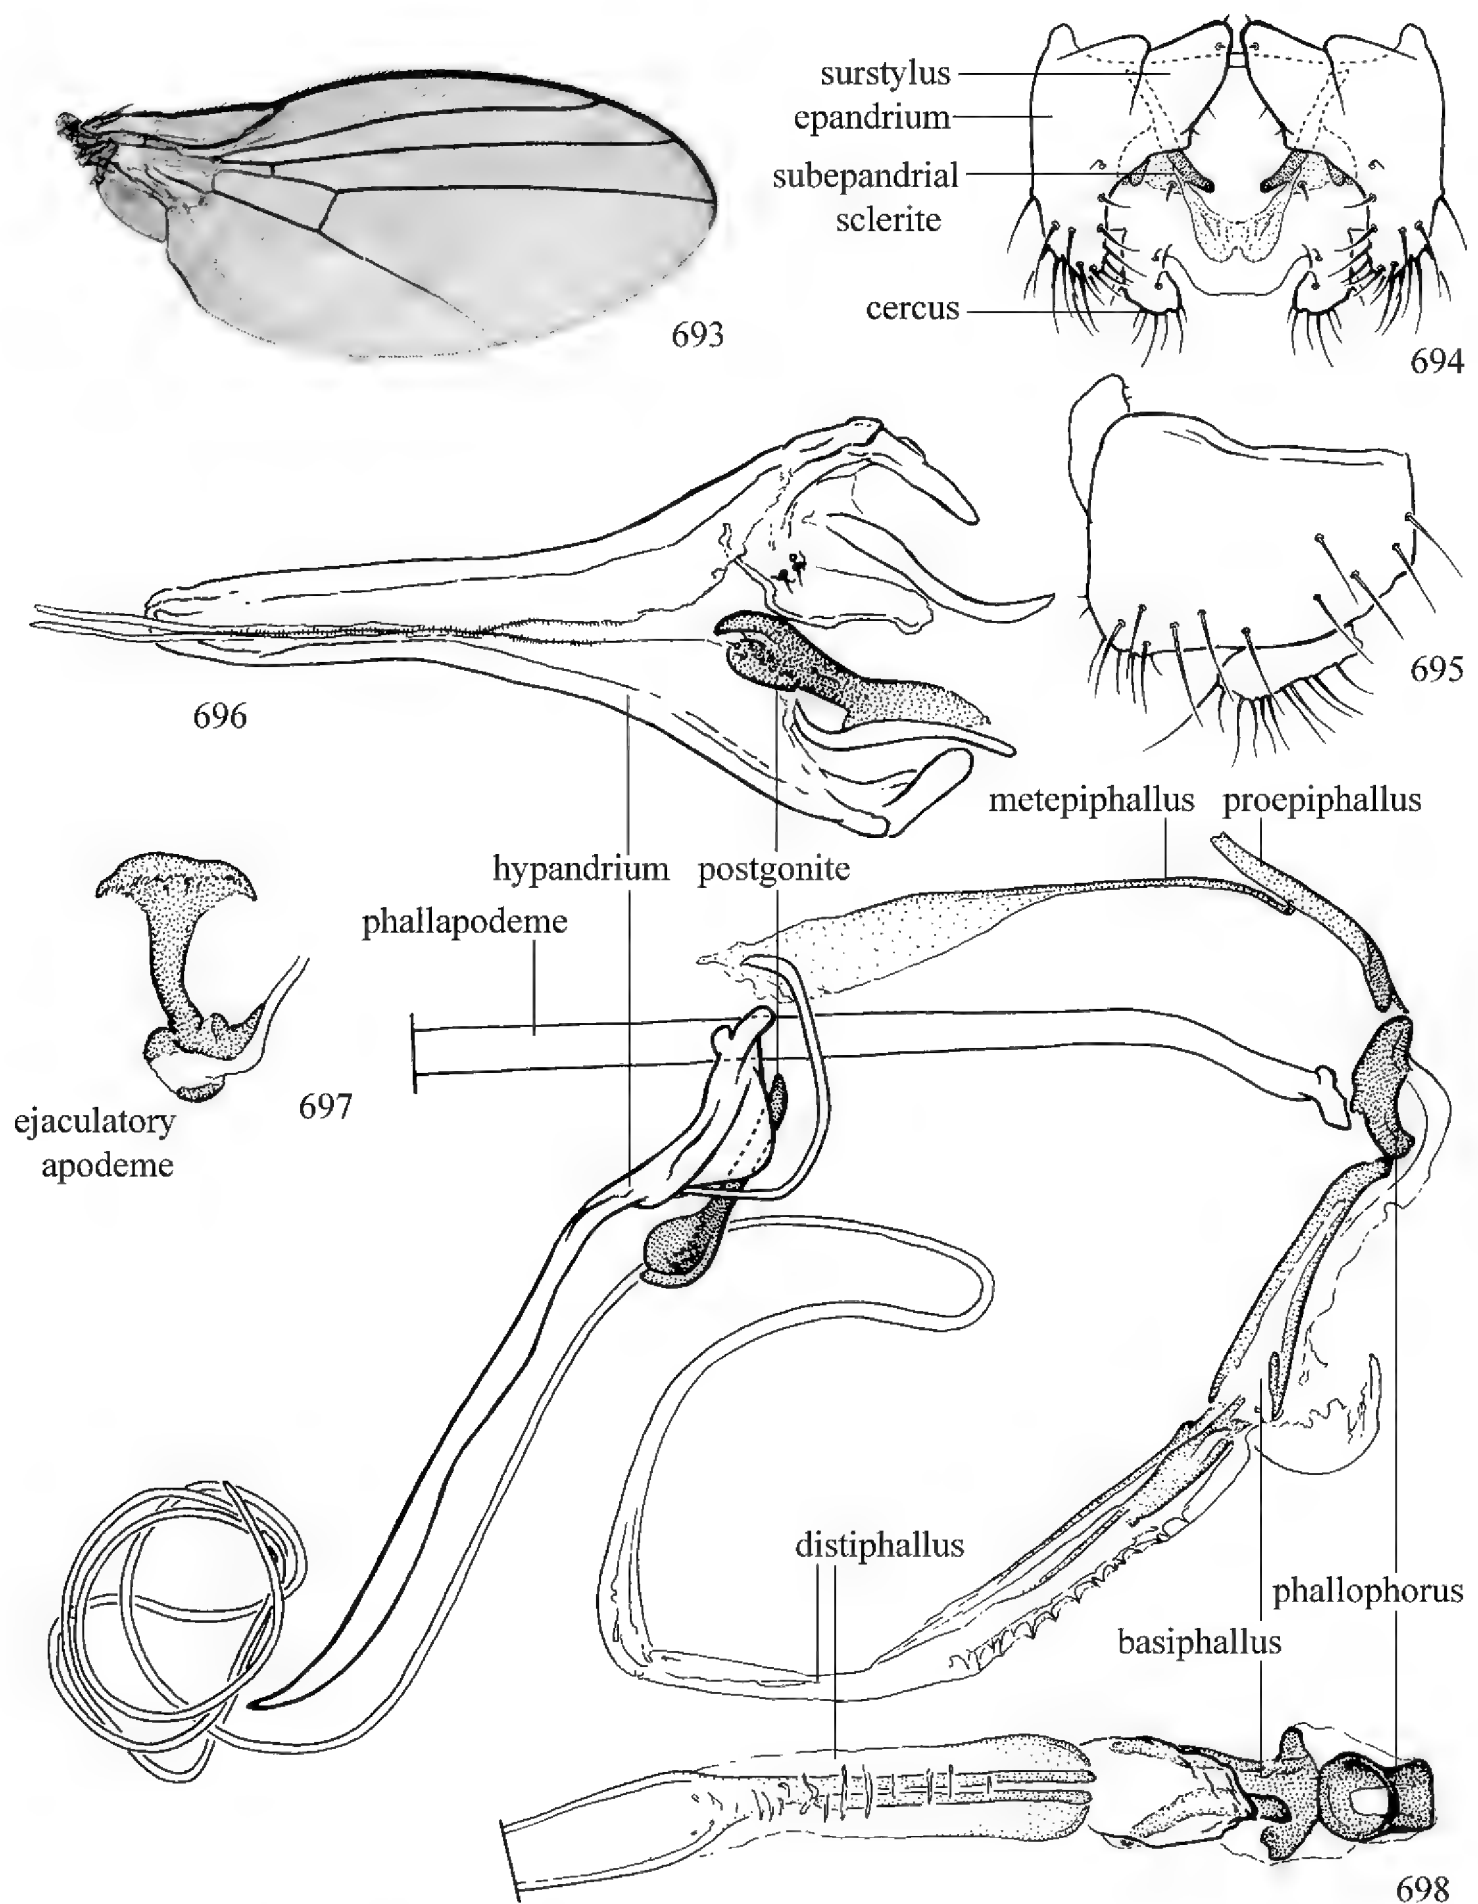 surstylus
epandrium
subepandrial
sclerite
cercus
693
694
695
696
metepiphallus proepiphallus
hypandrium postgonite
phallapodeme
697
ejaculatory
apodeme
distiphallus
phallophorus
basiphallus
698